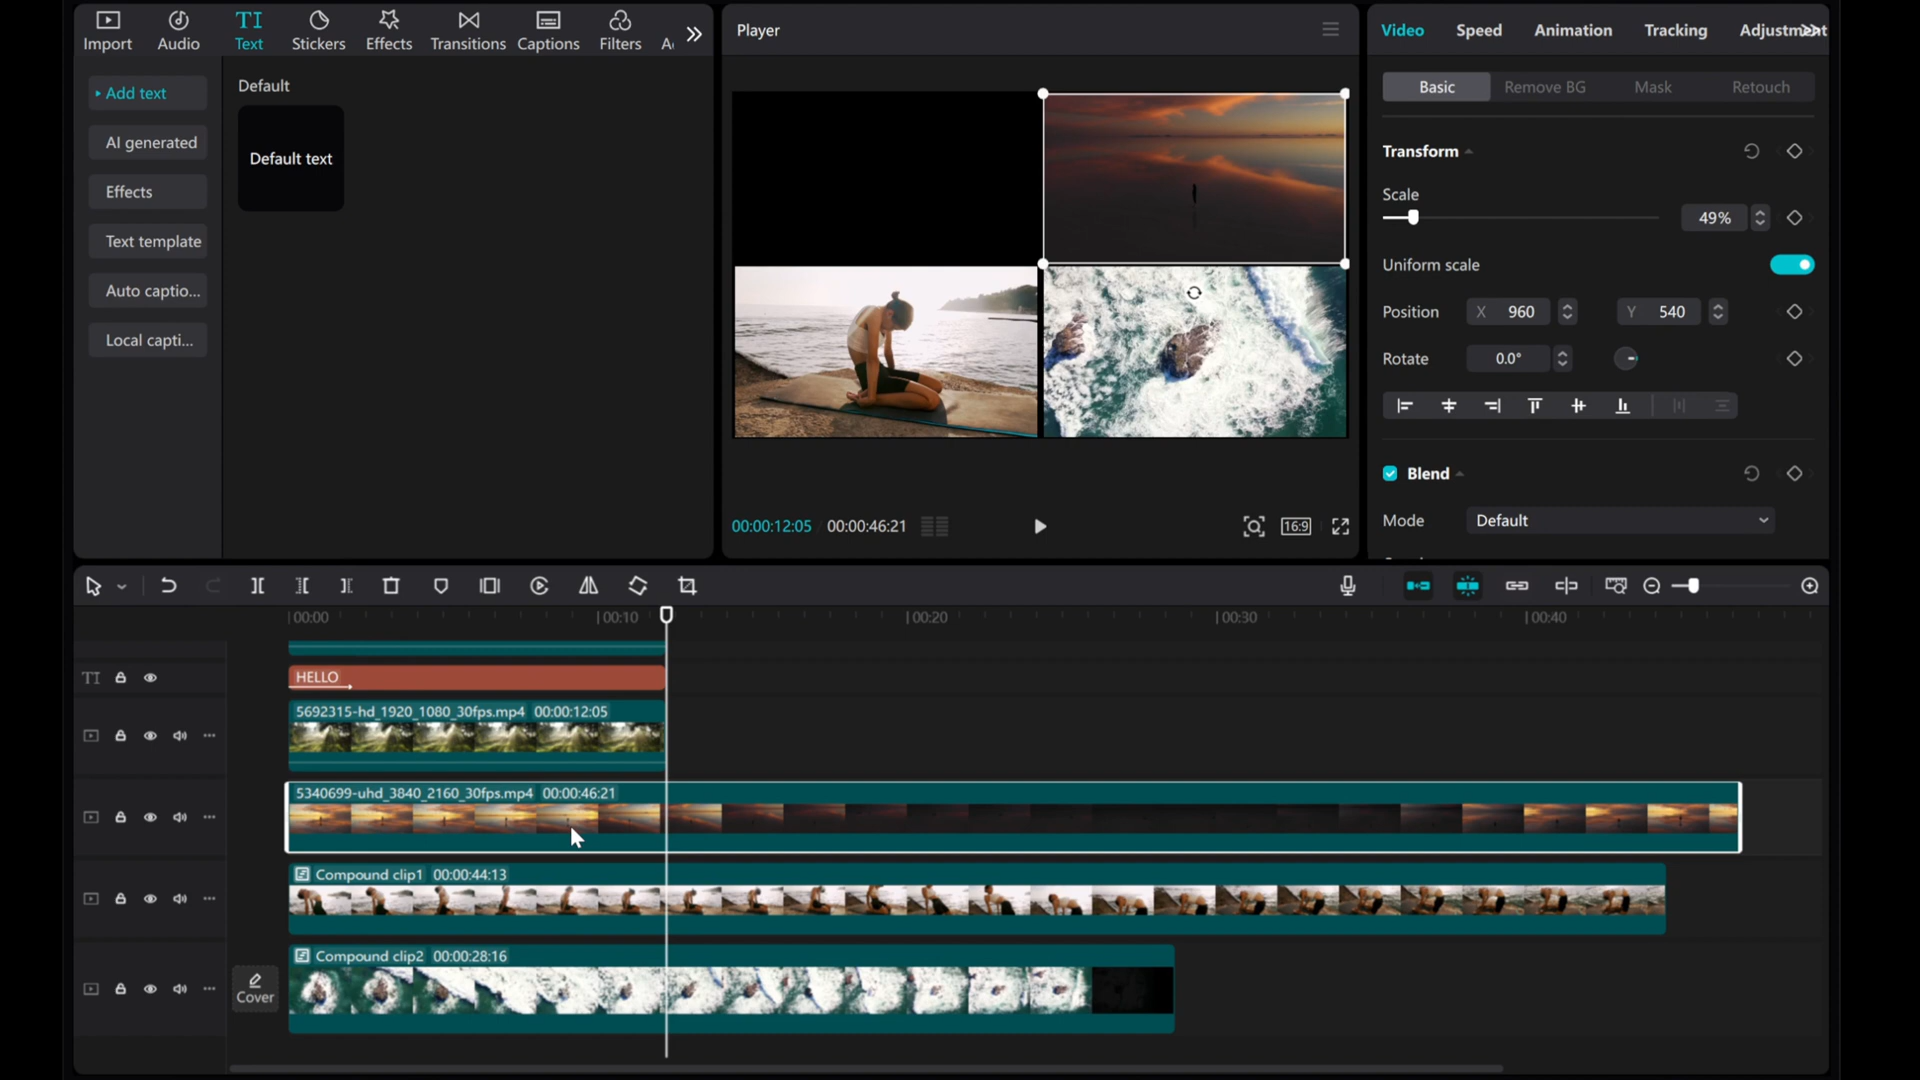 Import
Audio
TI
Text
Stickers
Effects
Transitions
Captions
Filters
Player
Video
Speed
Animation
Tracking
Adjustment
Add text
AI generated
Effects
Text template
Auto captio...
Local capti...
Default
Default text
Basic
Remove BG
Mask
Retouch
Transform
Scale
49%
Uniform scale
Position X 960 Y 540
Rotate 0.0°
Blend
Mode Default
00:00:12:05 00:00:46:21
16:9
00:00 00:10 00:20 00:30 00:40
TI
HELLO
5692315-hd_1920_1080_30fps.mp4 00:00:12:05
5340699-uhd_3840_2160_30fps.mp4 00:00:46:21
Compound clip1 00:00:44:13
Compound clip2 00:00:28:16
Cover